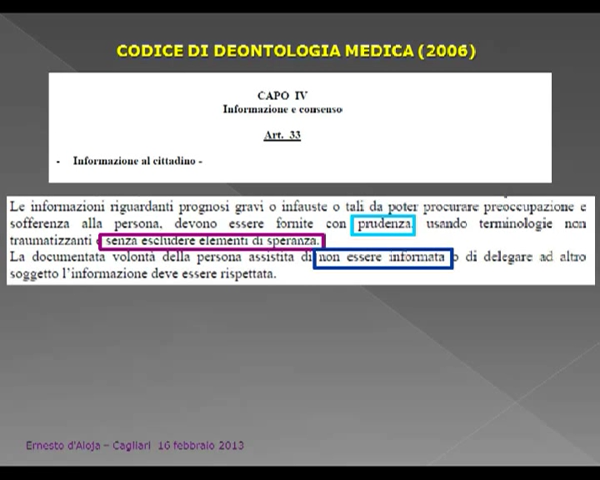 CODICE DI DEONTOLOGIA MEDICA (2006)
CAPO IV
Informazione e consenso
Art. 33
- Informazione al cittadino -
Le informazioni riguardanti prognosi gravi o infauste o tali da poter procurare preoccupazione e
sofferenza alla persona, devono essere fornite con prudenza, usando terminologie non
traumatizzanti e senza escludere elementi di speranza.
La documentata volontà della persona assistita di non essere informata o di delegare ad altro
soggetto l'informazione deve essere rispettata.
Ernesto d'Aloja – Cagliari 16 febbraio 2013